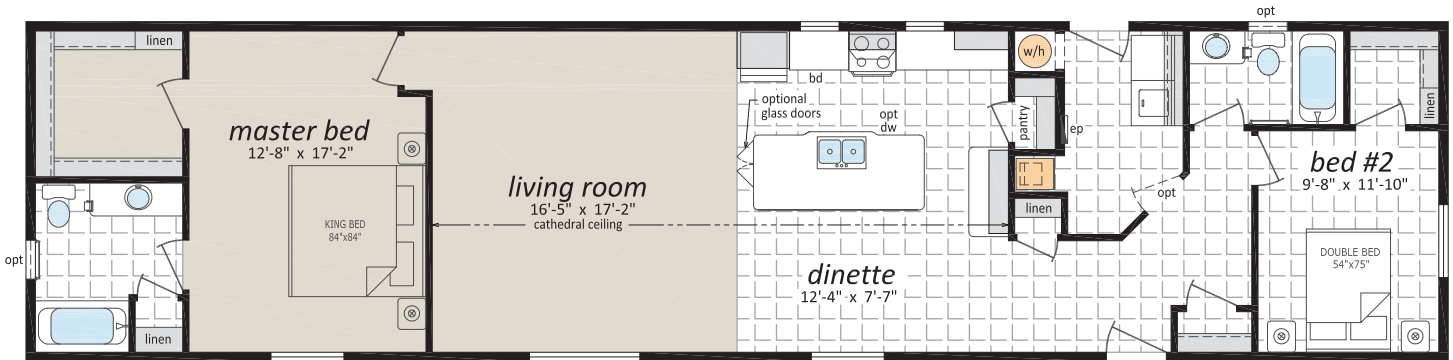 opt
linen
master bed
12'-8" x 17'-2"
KING BED
84"x84"
opt
linen
living room
16'-5" x 17'-2"
cathedral ceiling
bd
optional
glass doors
opt
dw
dinette
12'-4" x 7'-7"
w/h
pantry
ep
linen
opt
linen
bed #2
9'-8" x 11'-10"
DOUBLE BED
54"x75"